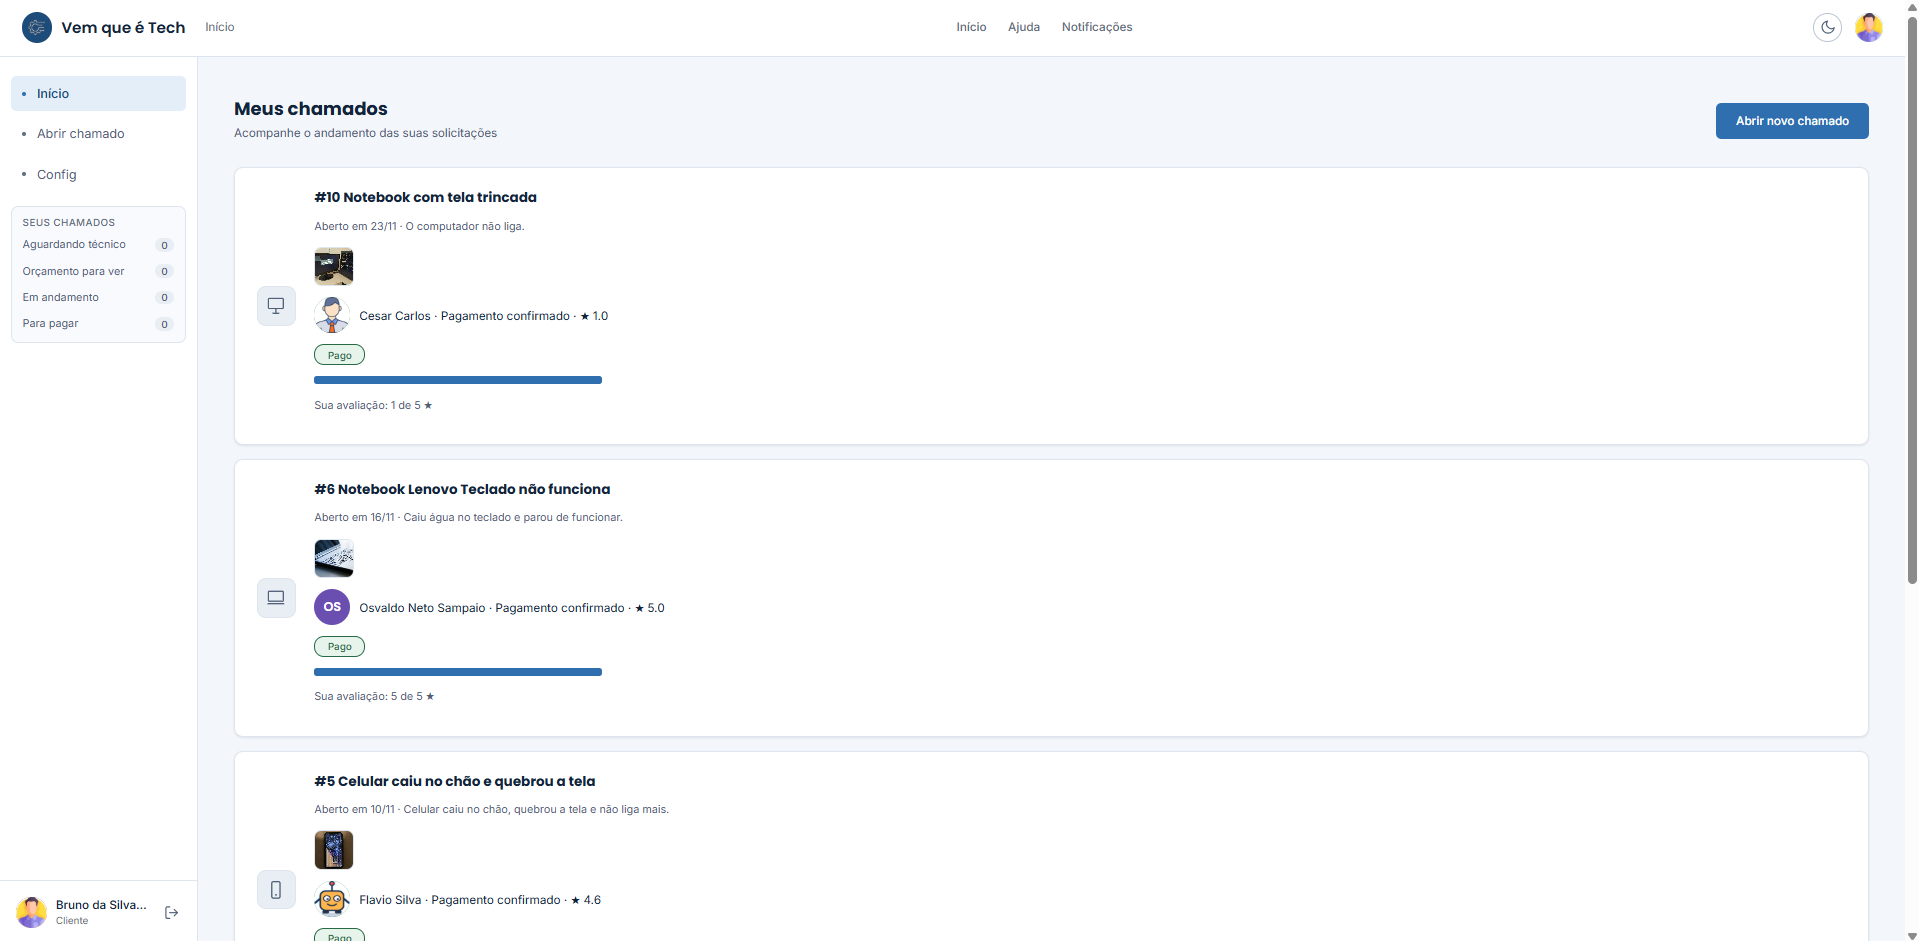 Vem que é Tech
Início
Início
Ajuda
Notificações
Início
Abrir chamado
Config
SEUS CHAMADOS
Aguardando técnico 0
Orçamento para ver 0
Em andamento 0
Para pagar 0
Bruno da Silva...
Cliente
Meus chamados
Acompanhe o andamento das suas solicitações
Abrir novo chamado
#10 Notebook com tela trincada
Aberto em 23/11 · O computador não liga.
Cesar Carlos · Pagamento confirmado · ★ 1.0
Pago
Sua avaliação: 1 de 5 ★
#6 Notebook Lenovo Teclado não funciona
Aberto em 16/11 · Caiu água no teclado e parou de funcionar.
OS
Osvaldo Neto Sampaio · Pagamento confirmado · ★ 5.0
Pago
Sua avaliação: 5 de 5 ★
#5 Celular caiu no chão e quebrou a tela
Aberto em 10/11 · Celular caiu no chão, quebrou a tela e não liga mais.
Flavio Silva · Pagamento confirmado · ★ 4.6
Pago